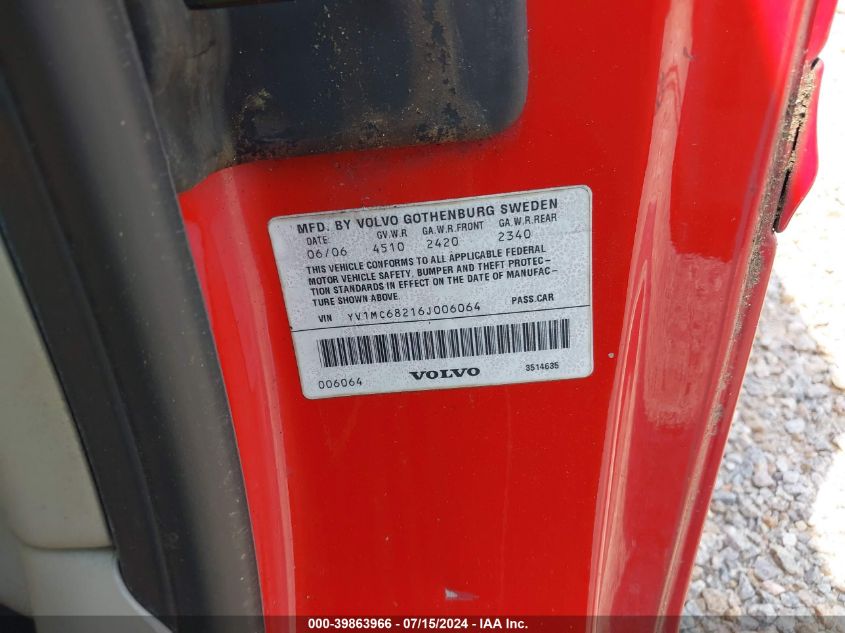 MFD. BY VOLVO GOTHENBURG SWEDEN
DATE: G.V.W.R GA.W.R.FRONT GA.W.R.REAR
06/06 4510 2420 2340
THIS VEHICLE CONFORMS TO ALL APPLICABLE FEDERAL
MOTOR VEHICLE SAFETY, BUMPER AND THEFT PROTEC-
TION STANDARDS IN EFFECT ON THE DATE OF MANUFAC-
TURE SHOWN ABOVE.
VIN YV1MC68216J006064 PASS.CAR
006064 VOLVO 3514635
000-39863966 - 07/15/2024 - IAA Inc.